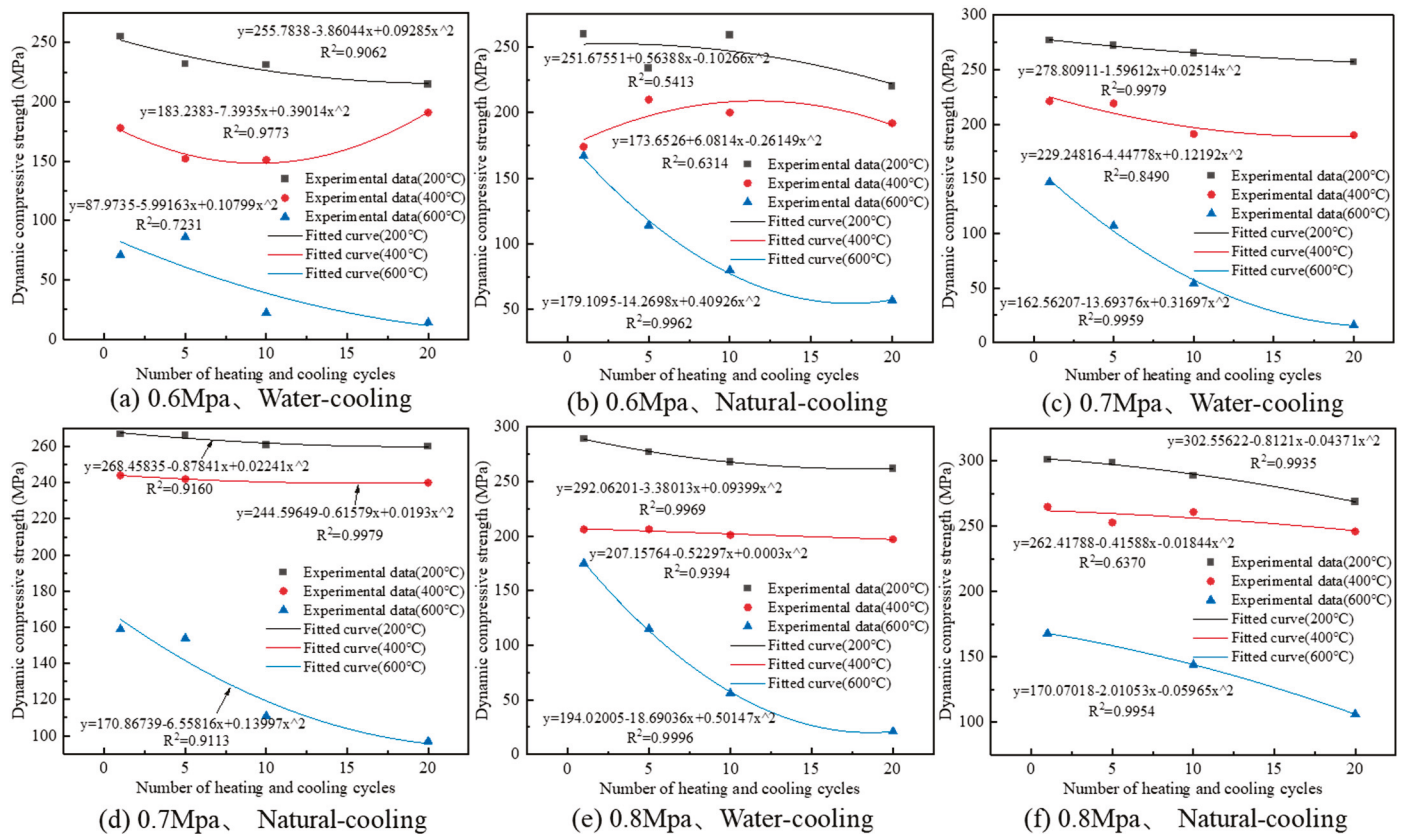 y=255.7838-3.86044x+0.09285x^2
R²=0.9062
y=183.2383-7.3935x+0.39014x^2
R²=0.9773
Experimental data(200℃)
Experimental data(400℃)
Experimental data(600℃)
y=87.9735-5.99163x+0.10799x^2
R²=0.7231
Fitted curve(200℃)
Fitted curve(400℃)
Fitted curve(600℃)
Dynamic compressive strength (MPa)
250
200
150
100
50
0
0 5 10 15 20
Number of heating and cooling cycles
(a) 0.6Mpa、Water-cooling
y=251.67551+0.56388x-0.10266x^2
R²=0.5413
y=173.6526+6.0814x-0.26149x^2
R²=0.6314
Experimental data(200℃)
Experimental data(400℃)
Experimental data(600℃)
Fitted curve(200℃)
Fitted curve(400℃)
Fitted curve(600℃)
y=179.1095-14.2698x+0.40926x^2
R²=0.9962
Dynamic compressive strength (MPa)
250
200
150
100
50
0 5 10 15 20
Number of heating and cooling cycles
(b) 0.6Mpa、Natural-cooling
y=278.80911-1.59612x+0.02514x^2
R²=0.9979
y=229.24816-4.44778x+0.12192x^2
R²=0.8490
Experimental data(200℃)
Experimental data(400℃)
Experimental data(600℃)
Fitted curve(200℃)
Fitted curve(400℃)
Fitted curve(600℃)
y=162.56207-13.69376x+0.31697x^2
R²=0.9959
Dynamic compressive strength (MPa)
300
250
200
150
100
50
0
0 5 10 15 20
Number of heating and cooling cycles
(c) 0.7Mpa、Water-cooling
y=268.45835-0.87841x+0.02241x^2
R²=0.9160
y=244.59649-0.61579x+0.0193x^2
R²=0.9979
Experimental data(200℃)
Experimental data(400℃)
Experimental data(600℃)
Fitted curve(200℃)
Fitted curve(400℃)
Fitted curve(600℃)
y=170.86739-6.55816x+0.13997x^2
R²=0.9113
Dynamic compressive strength (MPa)
260
240
220
200
180
160
140
120
100
0 5 10 15 20
Number of heating and cooling cycles
(d) 0.7Mpa、 Natural-cooling
y=292.06201-3.38013x+0.09399x^2
R²=0.9969
y=207.15764-0.52297x+0.0003x^2
R²=0.9394
Experimental data(200℃)
Experimental data(400℃)
Experimental data(600℃)
Fitted curve(200℃)
Fitted curve(400℃)
Fitted curve(600℃)
y=194.02005-18.69036x+0.50147x^2
R²=0.9996
Dynamic compressive strength (MPa)
300
250
200
150
100
50
0
0 5 10 15 20
Number of heating and cooling cycles
(e) 0.8Mpa、Water-cooling
y=302.55622-0.8121x-0.04371x^2
R²=0.9935
y=262.41788-0.41588x-0.01844x^2
R²=0.6370
Experimental data(200℃)
Experimental data(400℃)
Experimental data(600℃)
Fitted curve(200℃)
Fitted curve(400℃)
Fitted curve(600℃)
y=170.07018-2.01053x-0.05965x^2
R²=0.9954
Dynamic compressive strength (MPa)
300
250
200
150
100
0 5 10 15 20
Number of heating and cooling cycles
(f) 0.8Mpa、 Natural-cooling